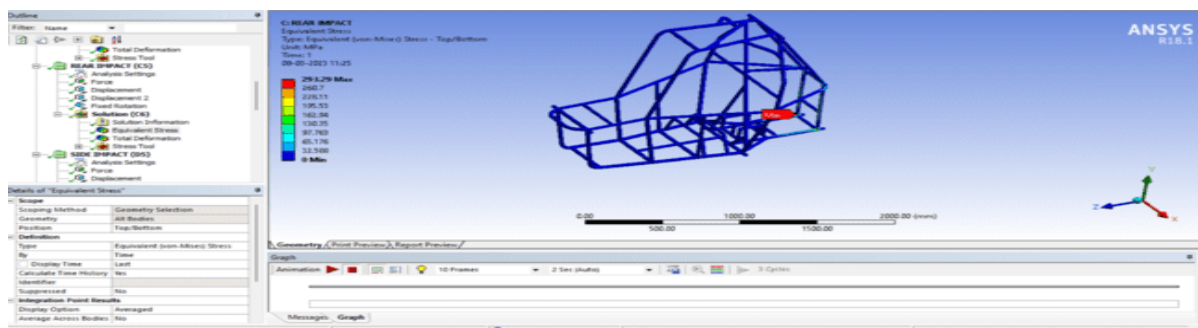 Outline
Filter: Name
Total Deformation
Stress Tool
REAR IMPACT (C5)
Analysis Settings
Force
Displacement
Displacement 2
Fixed Rotation
Solution (C6)
Solution Information
Equivalent Stress
Total Deformation
Stress Tool
SIDE IMPACT (D5)
Analysis Settings
Force
Displacement
Details of "Equivalent Stress"
Scope
Scoping Method Geometry Selection
Geometry All Bodies
Position Top/Bottom
Definition
Type Equivalent (von-Mises) Stress
By Time
Display Time Last
Calculate Time History Yes
Identifier
Suppressed No
Integration Point Results
Display Option Averaged
Average Across Bodies No
C: REAR IMPACT
Equivalent Stress
Type: Equivalent (von-Mises) Stress - Top/Bottom
Unit: MPa
Time: 1
293.29 Max
260.7
228.11
195.53
162.94
130.35
97.763
65.176
32.588
0 Min
Max
ANSYS
R18.1
0.00 1000.00 2000.00 (mm)
500.00 1500.00
Y
Z
X
Geometry Print Preview Report Preview
Graph
Animation 10 Frames 2 Sec (Auto) 3 Cycles
Messages Graph